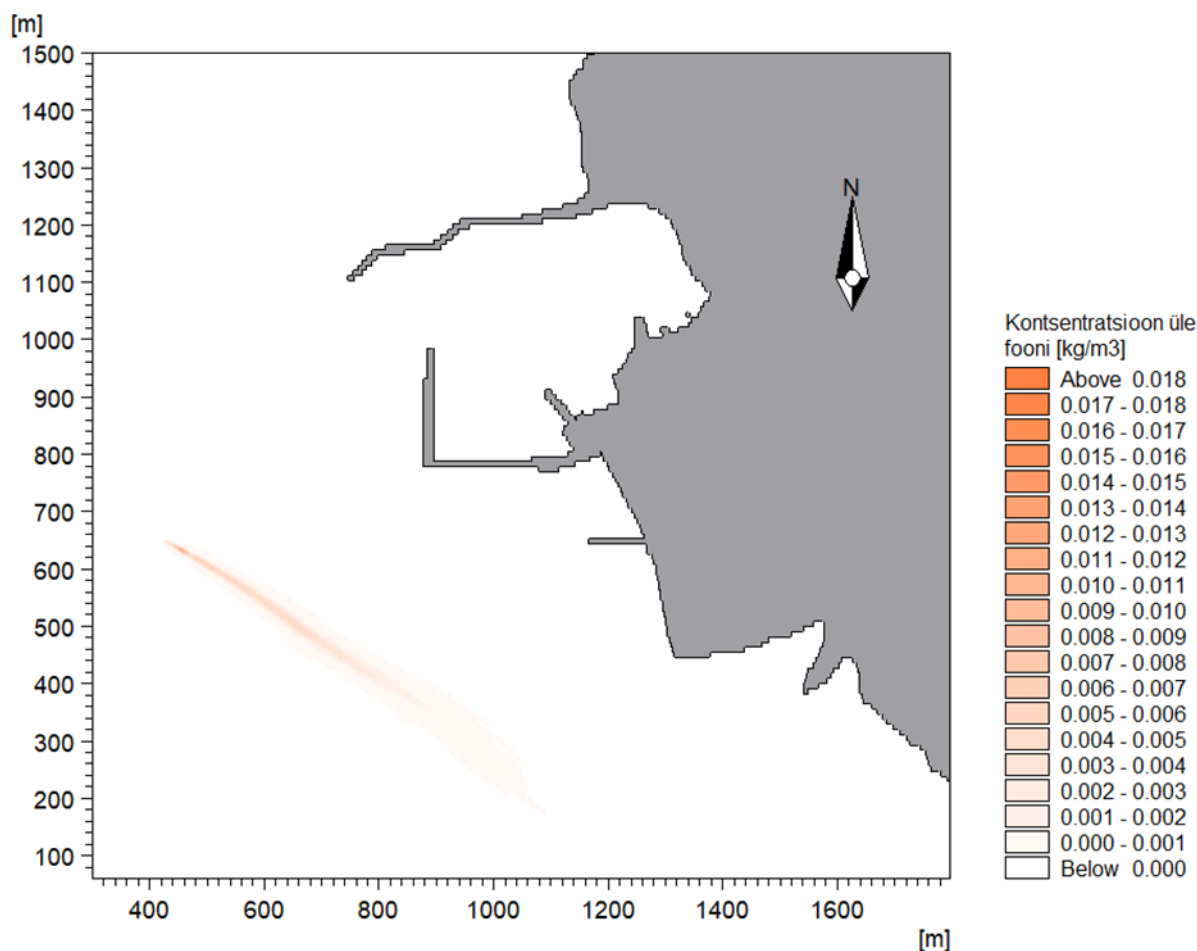 [m]
1500
1400
1300
1200
1100
1000
900
800
700
600
500
400
300
200
100
400 600 800 1000 1200 1400 1600
[m]
N
Kontsentratsioon üle
fooni [kg/m3]
Above 0.018
0.017 - 0.018
0.016 - 0.017
0.015 - 0.016
0.014 - 0.015
0.013 - 0.014
0.012 - 0.013
0.011 - 0.012
0.010 - 0.011
0.009 - 0.010
0.008 - 0.009
0.007 - 0.008
0.006 - 0.007
0.005 - 0.006
0.004 - 0.005
0.003 - 0.004
0.002 - 0.003
0.001 - 0.002
0.000 - 0.001
Below 0.000